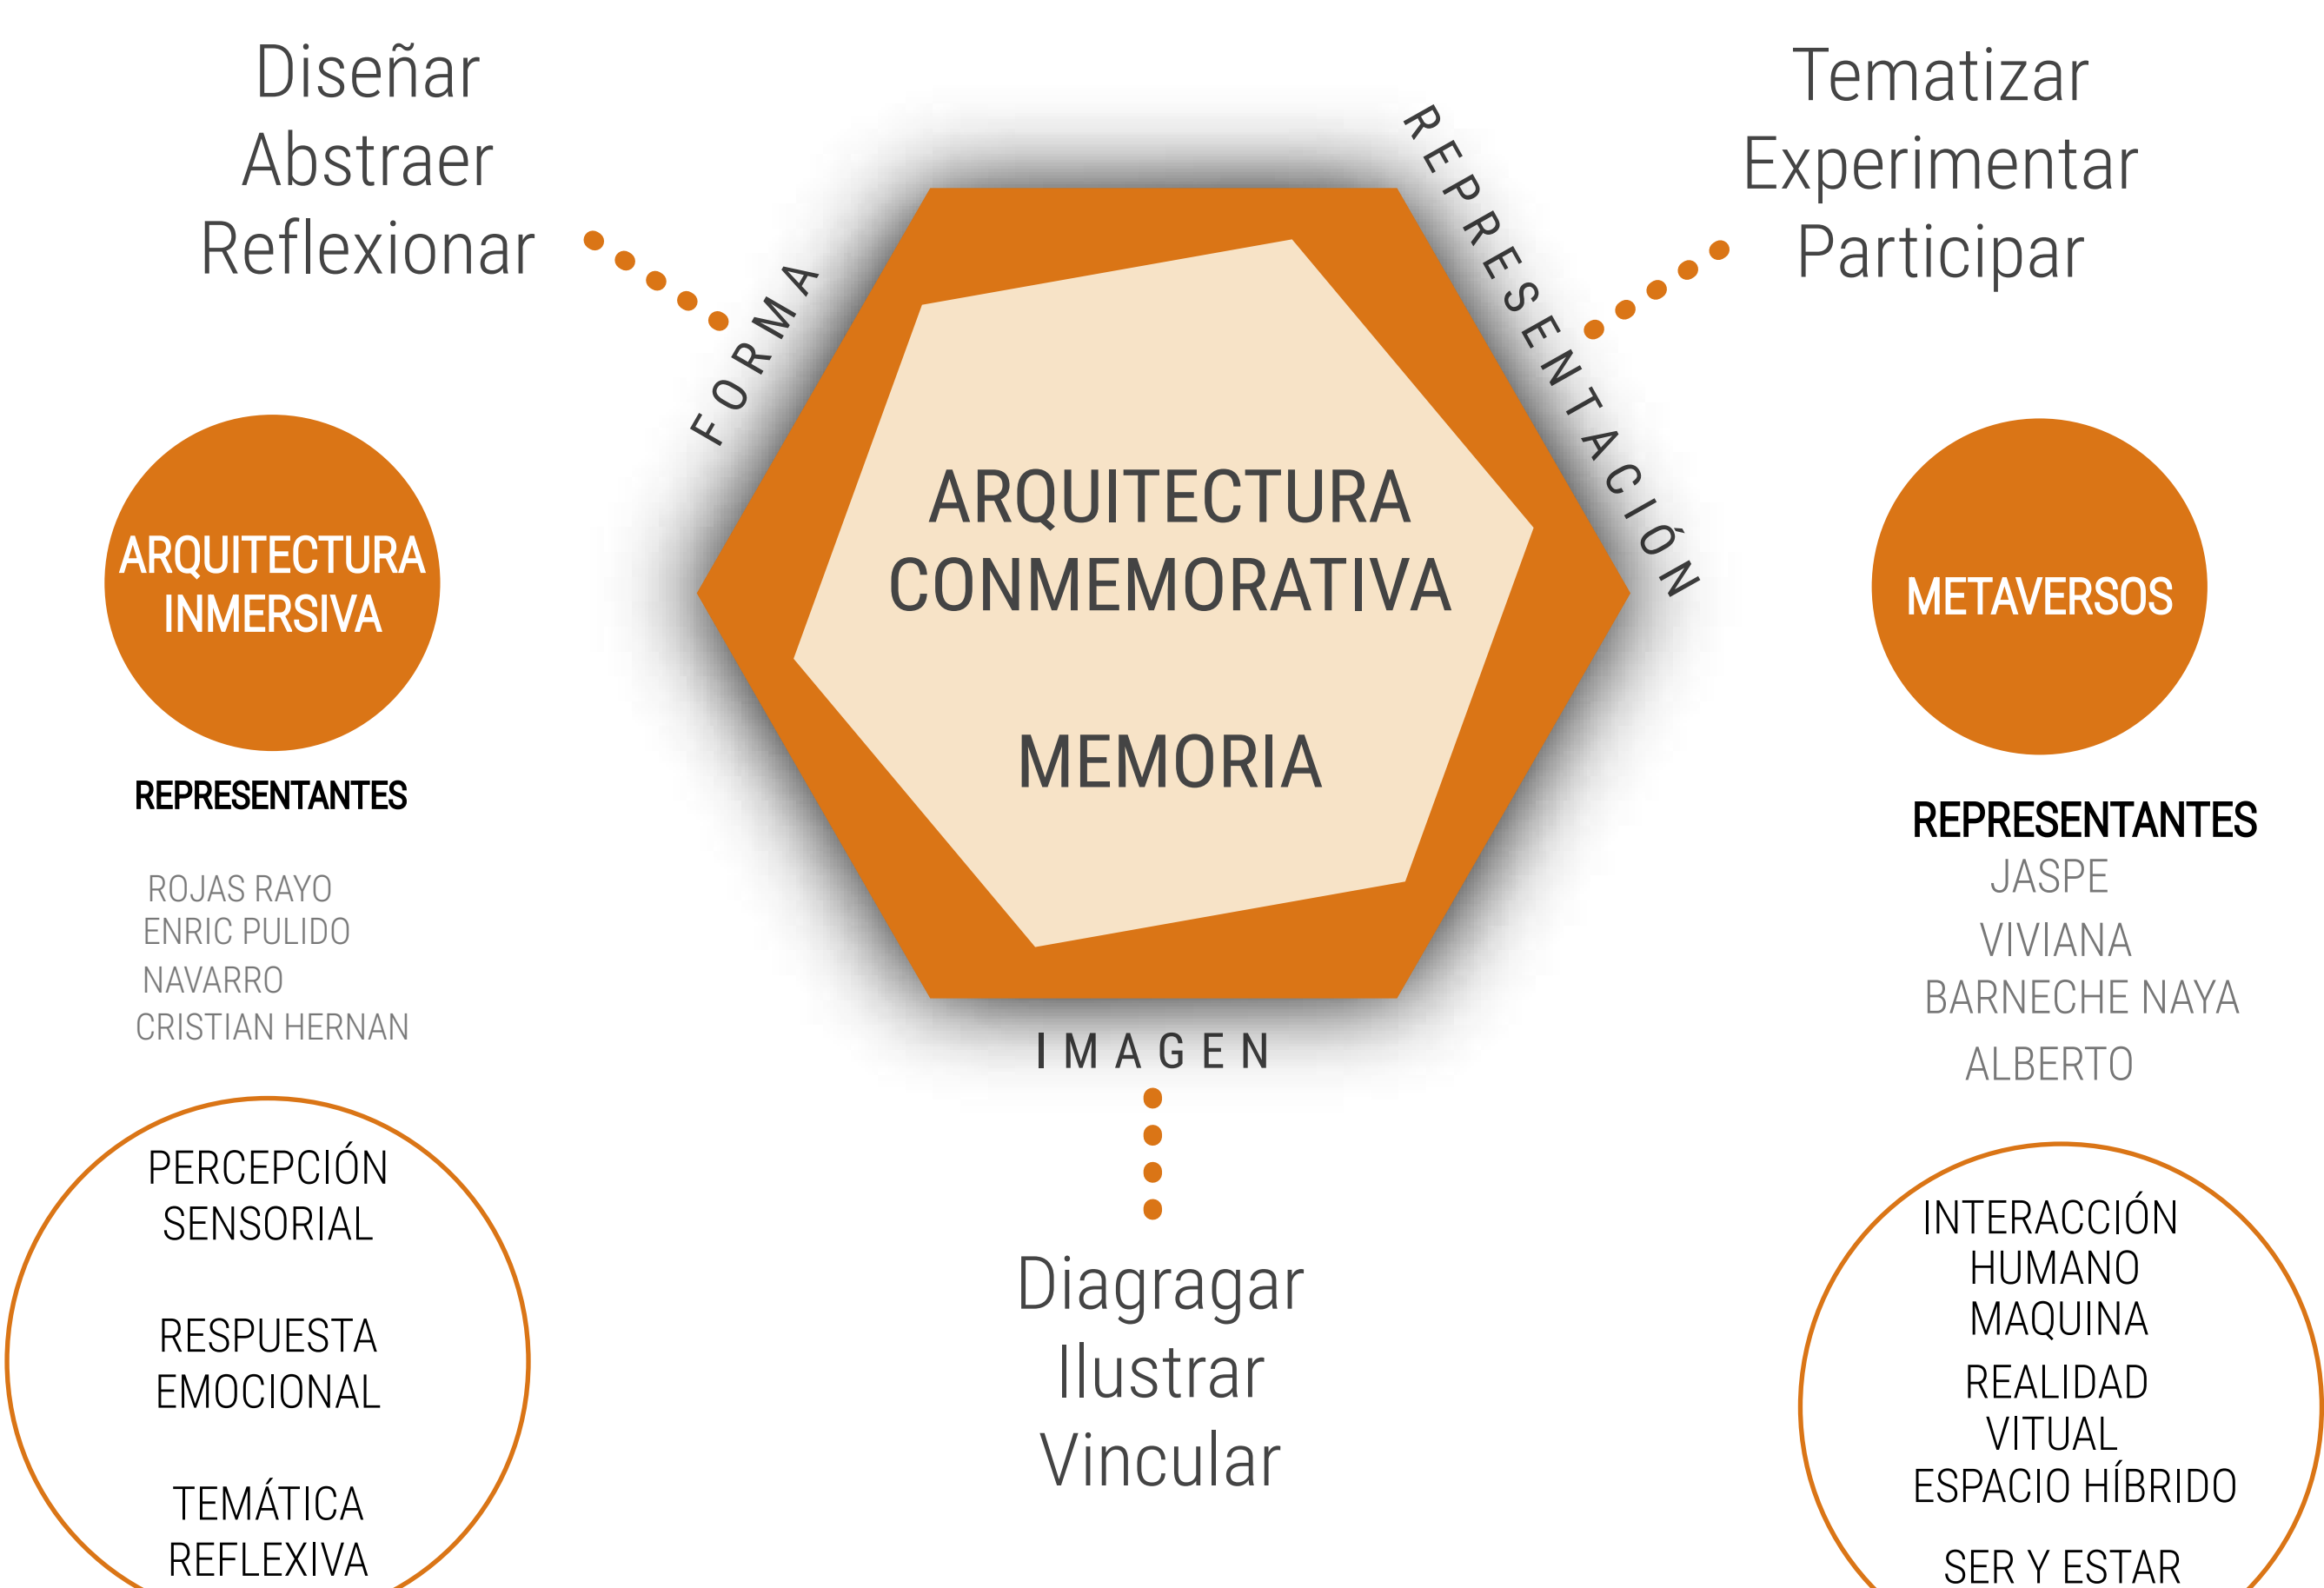 Diseñar
Abstraer
Reflexionar
FORMA
REPRESENTACIÓN
Tematizar
Experimentar
Participar
ARQUITECTURA
INMERSIVA
REPRESENTANTES
ROJAS RAYO
ENRIC PULIDO
NAVARRO
CRISTIAN HERNAN
PERCEPCIÓN
SENSORIAL
RESPUESTA
EMOCIONAL
TEMÁTICA
REFLEXIVA
ARQUITECTURA
CONMEMORATIVA
MEMORIA
IMAGEN
Diagragar
Ilustrar
Vincular
METAVERSOS
REPRESENTANTES
JASPE
VIVIANA
BARNECHE NAYA
ALBERTO
INTERACCIÓN
HUMANO
MAQUINA
REALIDAD
VITUAL
ESPACIO HÍBRIDO
SER Y ESTAR